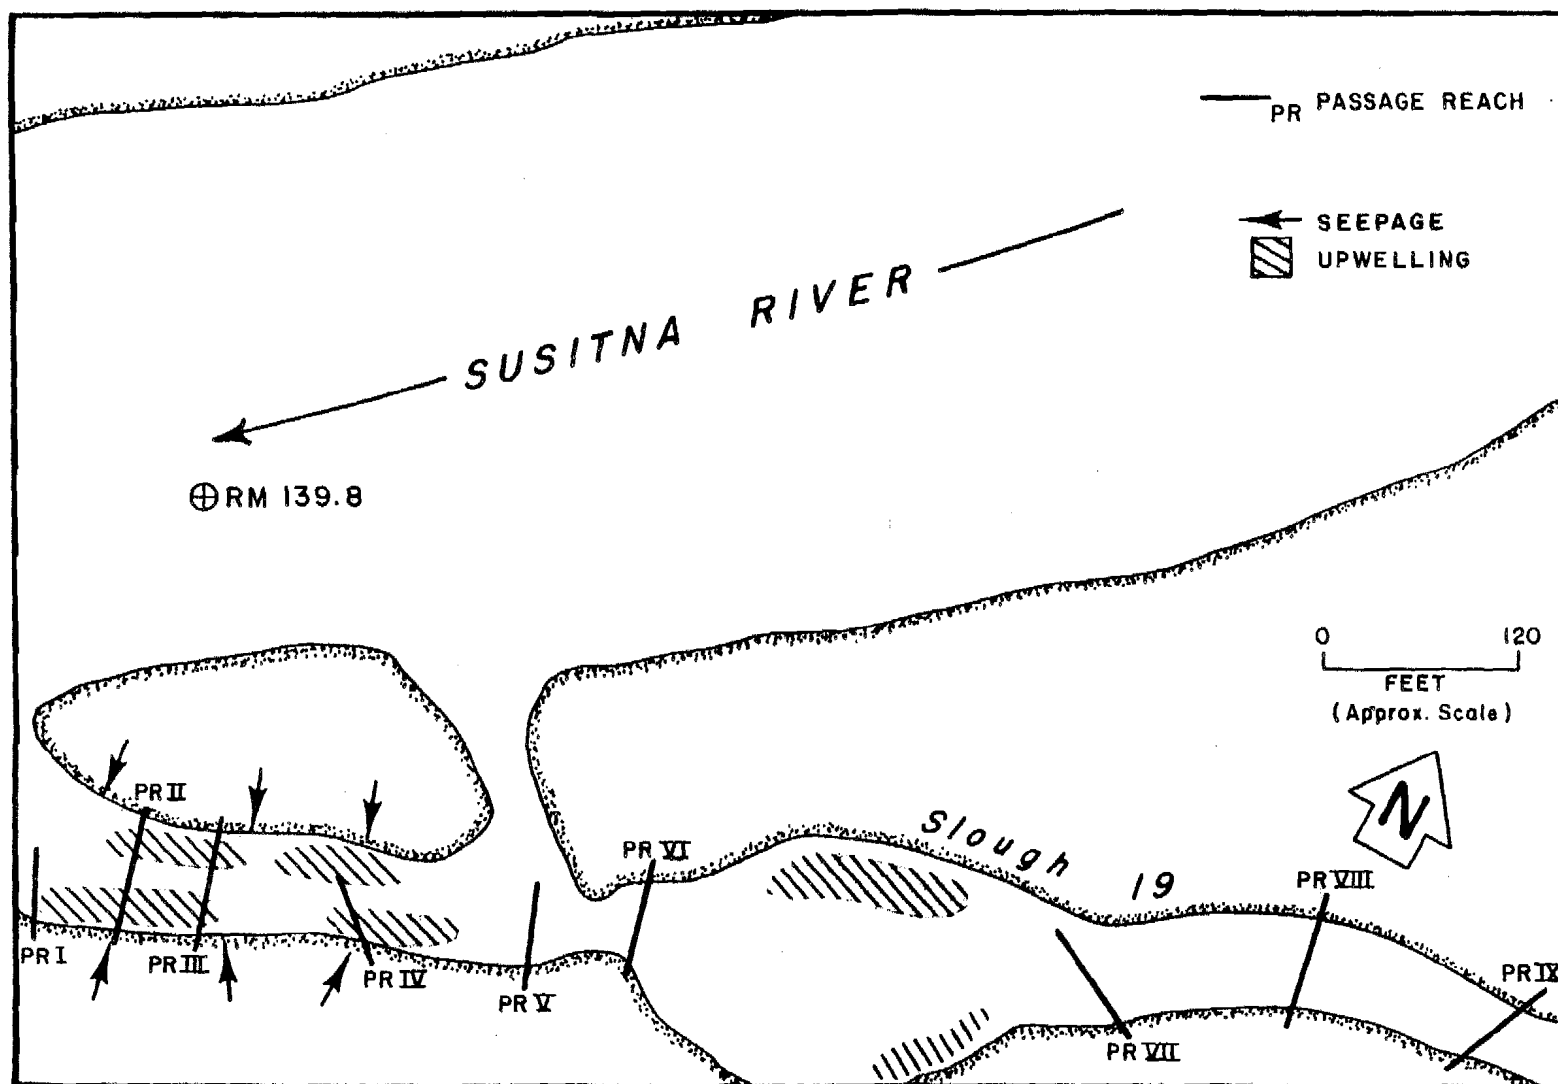 PR PASSAGE REACH
SEEPAGE
UPWELLING
SUSITNA RIVER
RM 139.8
0 120
FEET
(Approx. Scale)
N
PR II
Slough 19
PR VI
PR VIII
PR I
PR III
PR IV
PR V
PR VII
PR IX